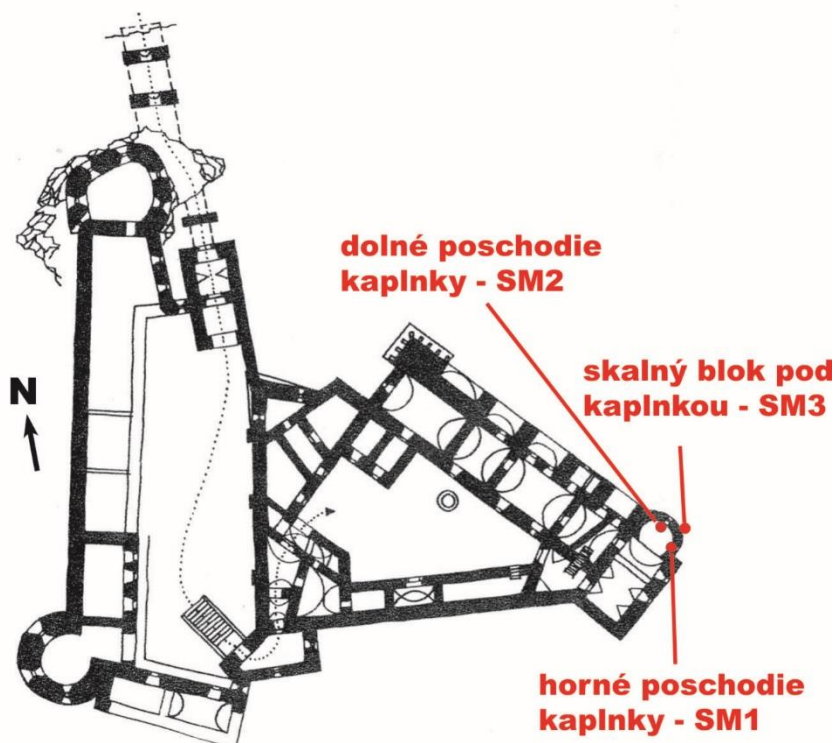 dolné poschodie
kaplnky - SM2
skalný blok pod
kaplnkou - SM3
N
horné poschodie
kaplnky - SM1